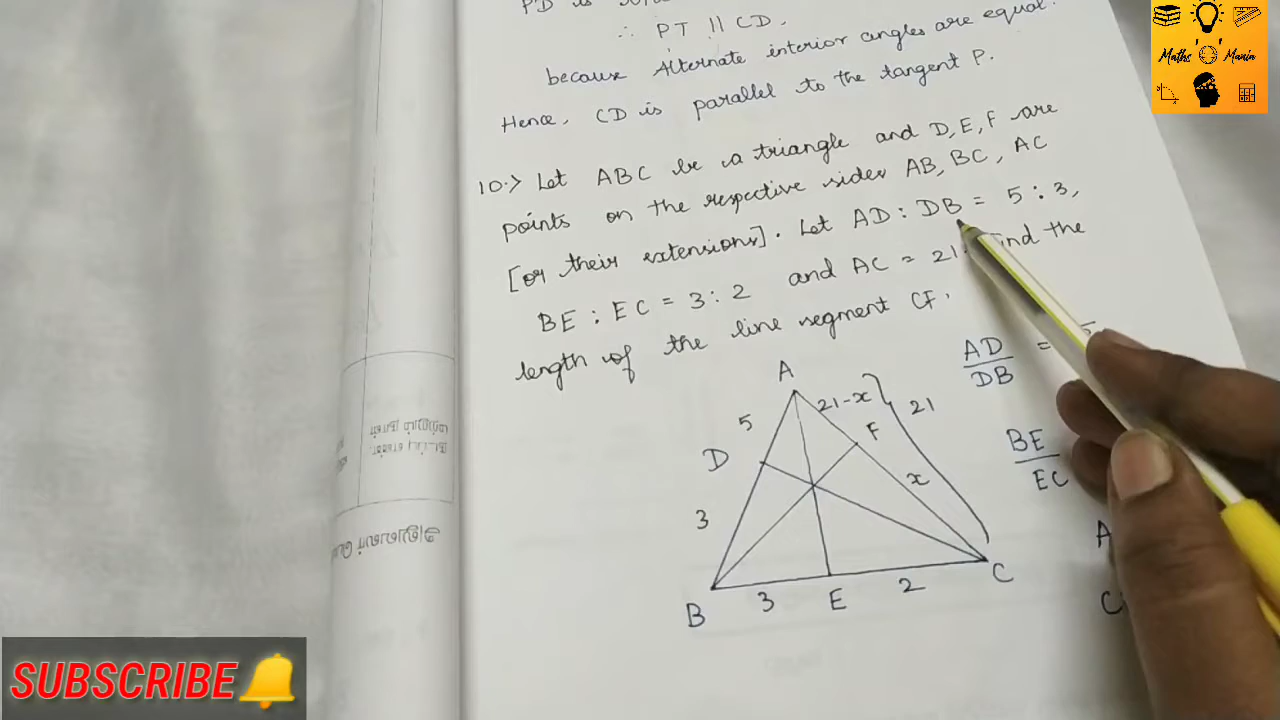 ∴ PT || CD.
because Alternate interior angles are equal.
Hence, CD is parallel to the tangent P.
10.> Let ABC be a triangle and D, E, F are
points on the respective sides AB, BC, AC
[or their extensions]. Let AD : DB = 5 : 3,
BE : EC = 3 : 2 and AC = 21. Find the
length of the line segment CF.
A
5
21-x
21
D
F
x
3
B
3
E
2
C
AD/DB =
BE/EC
Maths Mania
SUBSCRIBE